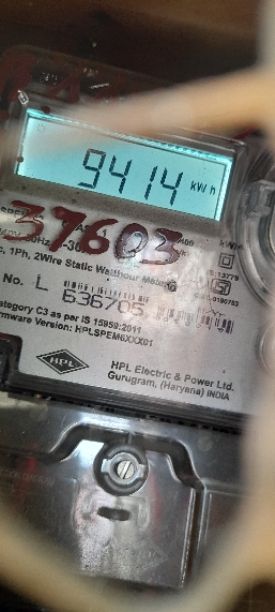 9414 kWh
37603
1Ph, 2Wire Static Watthour Meter
No. L 636705
Category C3 as per IS 15959:2011
Firmware Version: HPLSPEM6XXX01
HPL
HPL Electric & Power Ltd.
Gurugram, (Haryana) INDIA
HPL